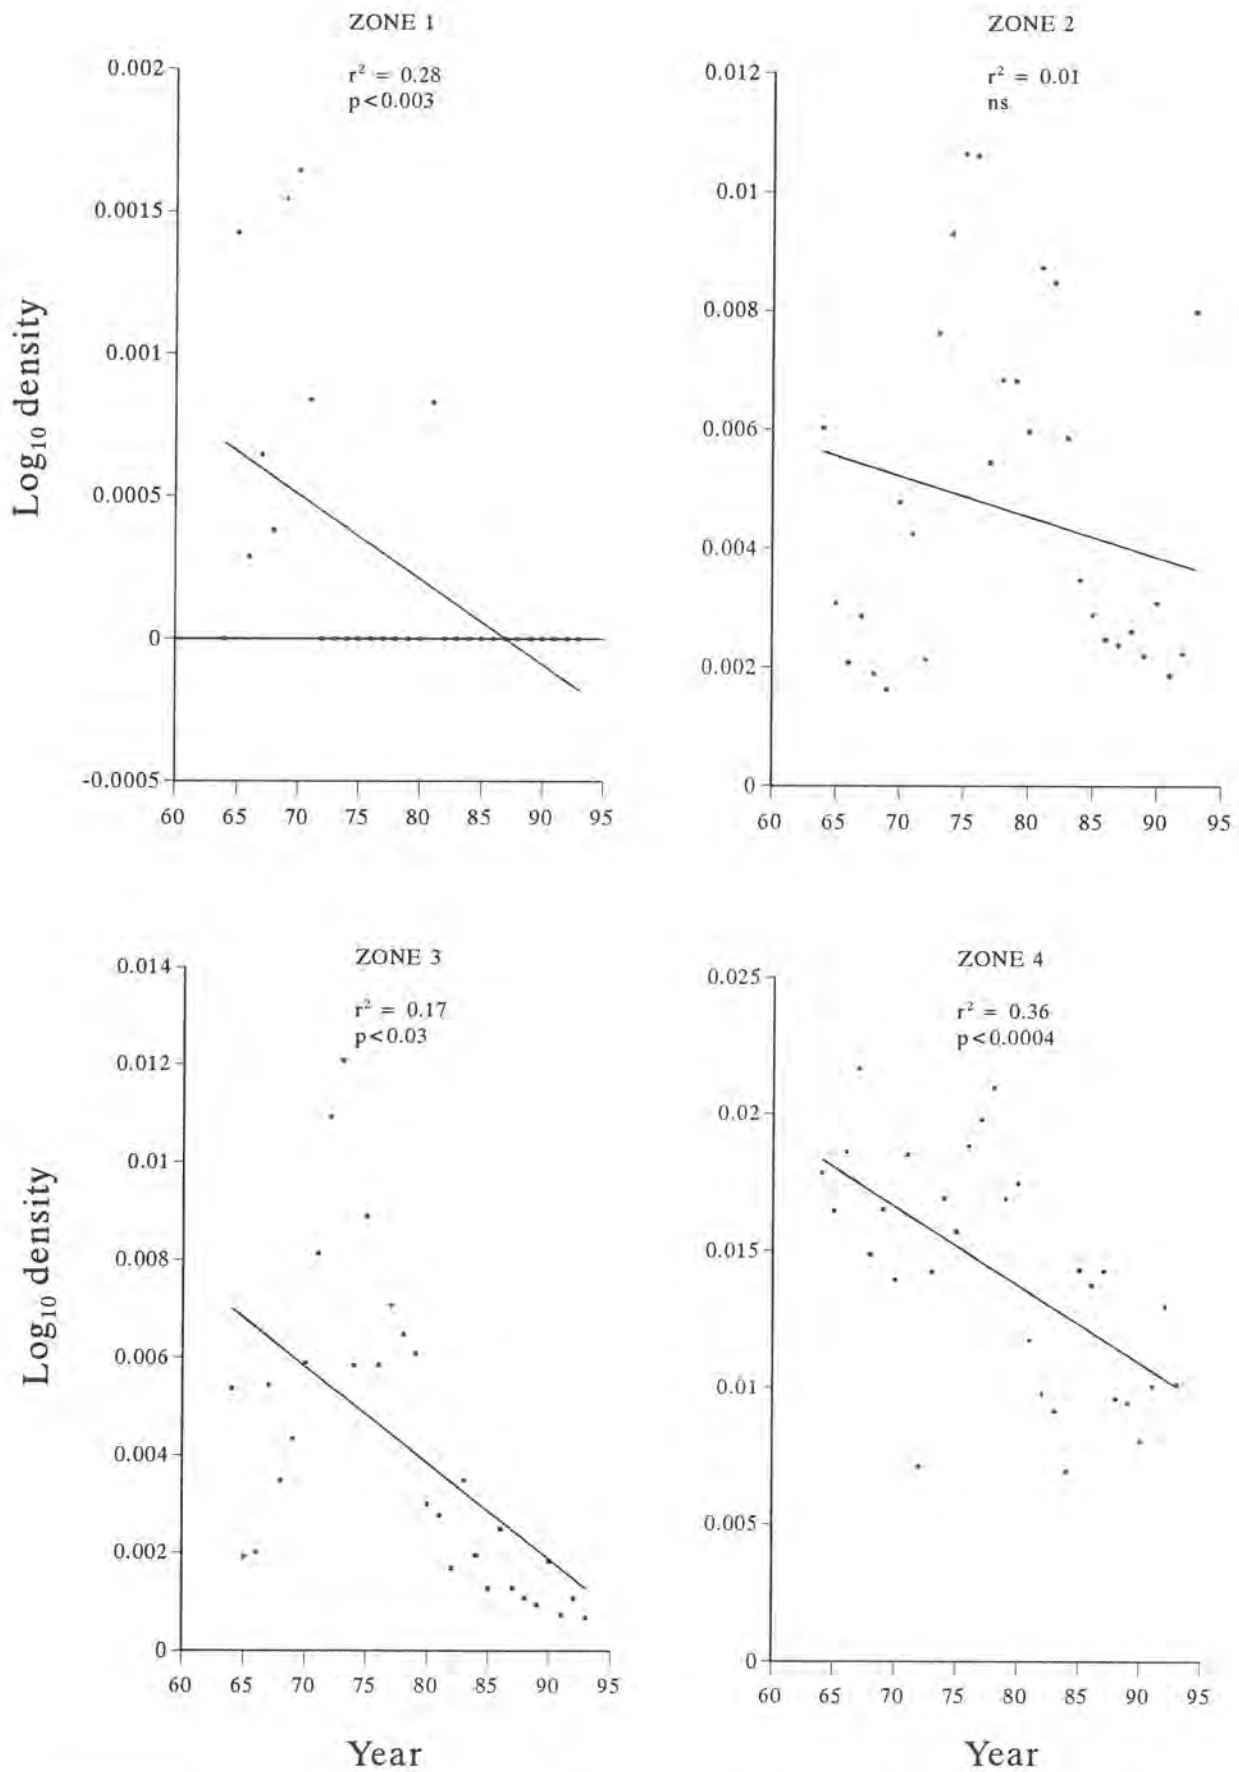 ZONE 1
r² = 0.28
p<0.003
0.002
0.0015
0.001
0.0005
0
-0.0005
60 65 70 75 80 85 90 95
Log₁₀ density
ZONE 2
r² = 0.01
ns
0.012
0.01
0.008
0.006
0.004
0.002
0
60 65 70 75 80 85 90 95
ZONE 3
r² = 0.17
p<0.03
0.014
0.012
0.01
0.008
0.006
0.004
0.002
0
60 65 70 75 80 85 90 95
Log₁₀ density
Year
ZONE 4
r² = 0.36
p<0.0004
0.025
0.02
0.015
0.01
0.005
0
60 65 70 75 80 85 90 95
Year